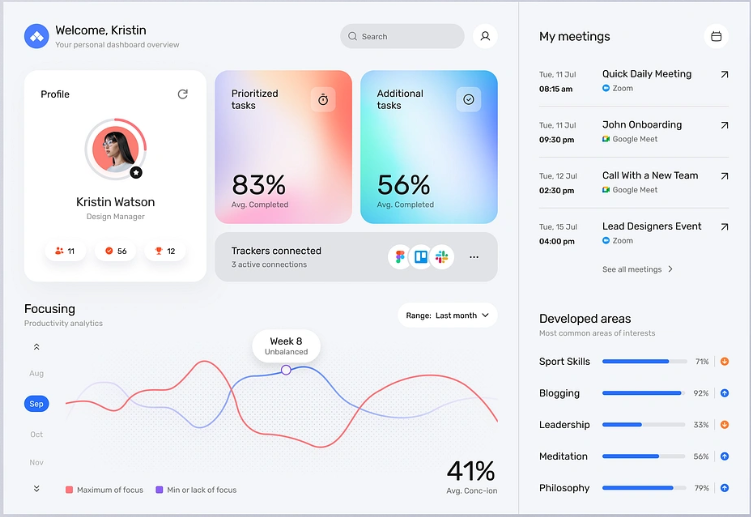 Welcome, Kristin
Your personal dashboard overview
Search
Profile
Kristin Watson
Design Manager
11
56
12
Prioritized
tasks
83%
Avg. Completed
Additional
tasks
56%
Avg. Completed
Trackers connected
3 active connections
Focusing
Productivity analytics
Range: Last month
Week 8
Unbalanced
Aug
Sep
Oct
Nov
Maximum of focus
Min or lack of focus
41%
Avg. Conc-ion
My meetings
Tue, 11 Jul
08:15 am
Quick Daily Meeting
Zoom
Tue, 11 Jul
09:30 pm
John Onboarding
Google Meet
Tue, 12 Jul
02:30 pm
Call With a New Team
Google Meet
Tue, 15 Jul
04:00 pm
Lead Designers Event
Zoom
See all meetings
Developed areas
Most common areas of interests
Sport Skills 71%
Blogging 92%
Leadership 33%
Meditation 56%
Philosophy 79%